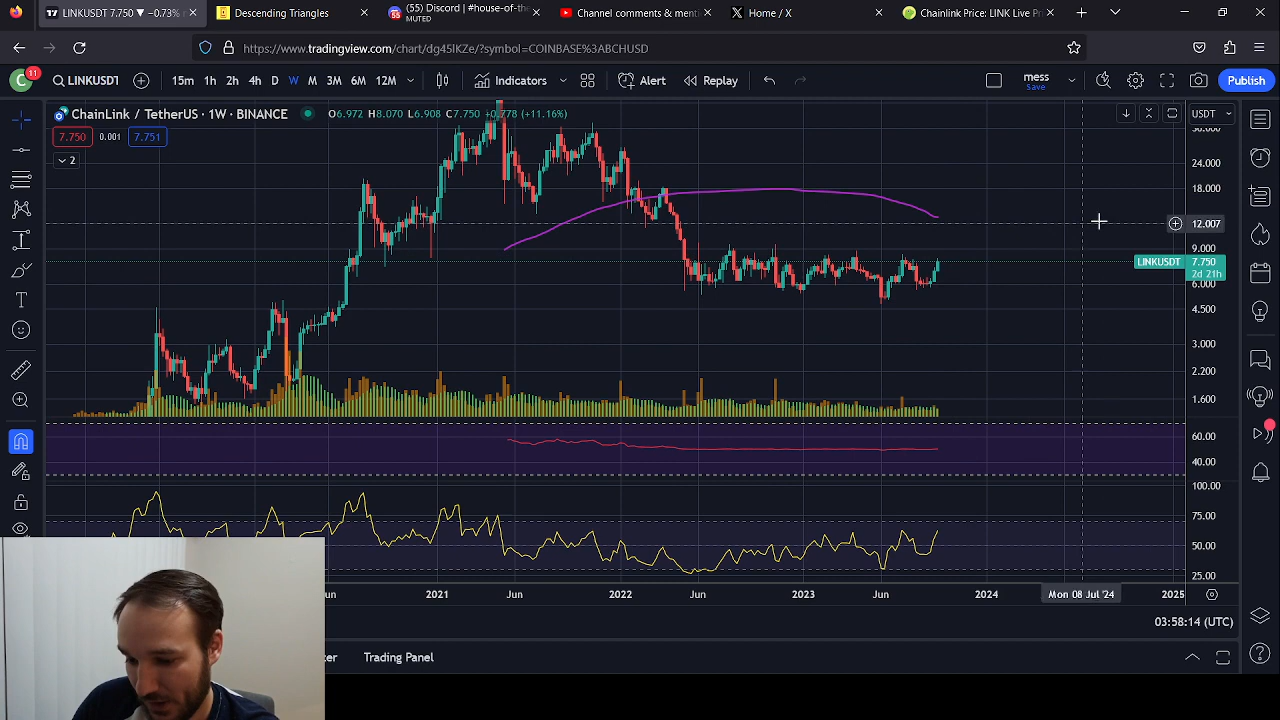 LINKUSDT 7.750 ▼ −0.73% m
Descending Triangles
(55) Discord | #house-of-the
MUTED
Channel comments & menti
Home / X
Chainlink Price: LINK Live Pri
https://www.tradingview.com/chart/dg45lKZe/?symbol=COINBASE%3ABCHUSD
C
11
LINKUSDT
15m 1h 2h 4h D W M 3M 6M 12M
Indicators
Alert
Replay
mess
Save
Publish
ChainLink / TetherUS · 1W · BINANCE
O6.972 H8.070 L6.908 C7.750 +0.778 (+11.16%)
USDT
7.750 0.001 7.751
2
30.000
24.000
18.000
12.007
9.000
LINKUSDT 7.750
2d 21h
6.000
4.500
3.000
2.200
1.600
60.00
40.00
100.00
75.00
50.00
25.00
un 2021 Jun 2022 Jun 2023 Jun 2024 Mon 08 Jul '24 2025
03:58:14 (UTC)
ter
Trading Panel